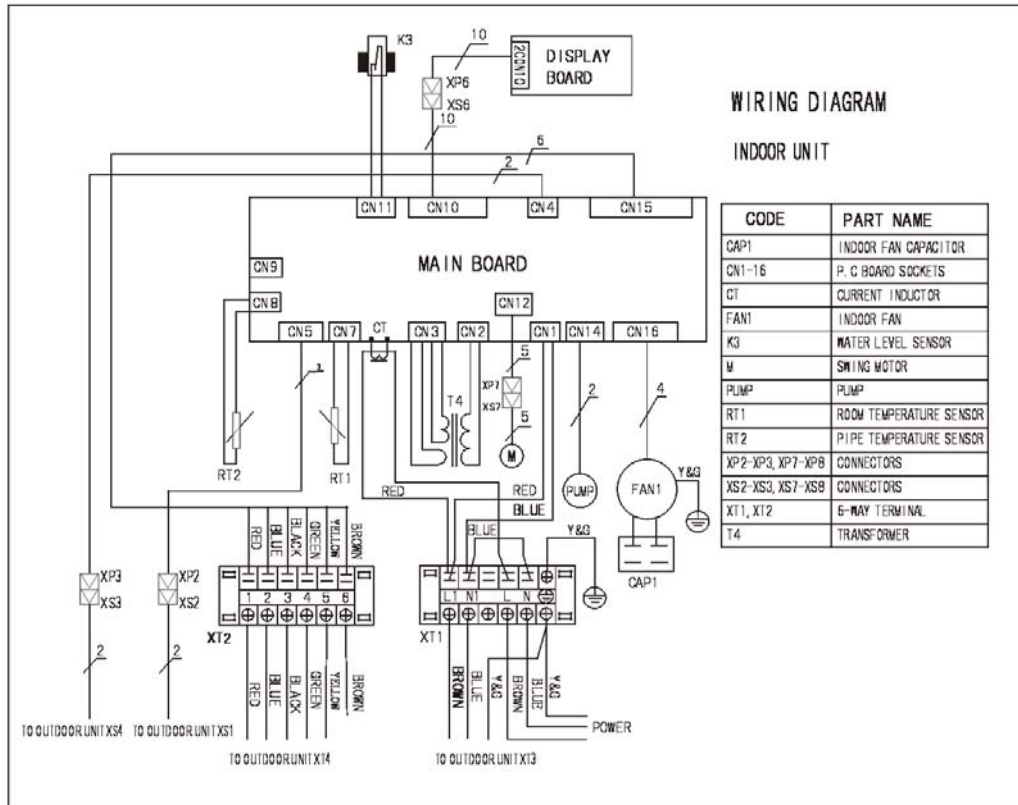 K3
10
2CON10
DISPLAY
BOARD
XP6
XS6
10
WIRING DIAGRAM
INDOOR UNIT
6
2
CN11
CN10
CN4
CN15
MAIN BOARD
CN9
CN8
CN12
CN5
CN7
CT
CN3
CN2
CN1
CN14
CN16
CODE PART NAME
CAP1 INDOOR FAN CAPACITOR
CN1-16 P.C BOARD SOCKETS
CT CURRENT INDUCTOR
FAN1 INDOOR FAN
K3 WATER LEVEL SENSOR
M SWING MOTOR
PUMP PUMP
RT1 ROOM TEMPERATURE SENSOR
RT2 PIPE TEMPERATURE SENSOR
XP2-XP3, XP7-XP8 CONNECTORS
XS2-XS3, XS7-XS8 CONNECTORS
XT1, XT2 6-WAY TERMINAL
T4 TRANSFORMER
5
XP7
XS7
5
M
2
4
T4
RT2
RT1
RED
RED
BLUE
PUMP
FAN1
Y&G
CAP1
RED
BLUE
BLACK
GREEN
YELLOW
BROWN
BLUE
Y&G
XP3
XS3
XP2
XS2
1 2 3 4 5 6
L1 N1 L N
XT2
XT1
2
2
RED
BLUE
BLACK
GREEN
YELLOW
BROWN
BROWN
BLUE
Y&G
BROWN
BLUE
Y&G
POWER
TO OUTDOOR UNIT XS4
TO OUTDOOR UNIT XS1
TO OUTDOOR UNIT XT4
TO OUTDOOR UNIT XT3